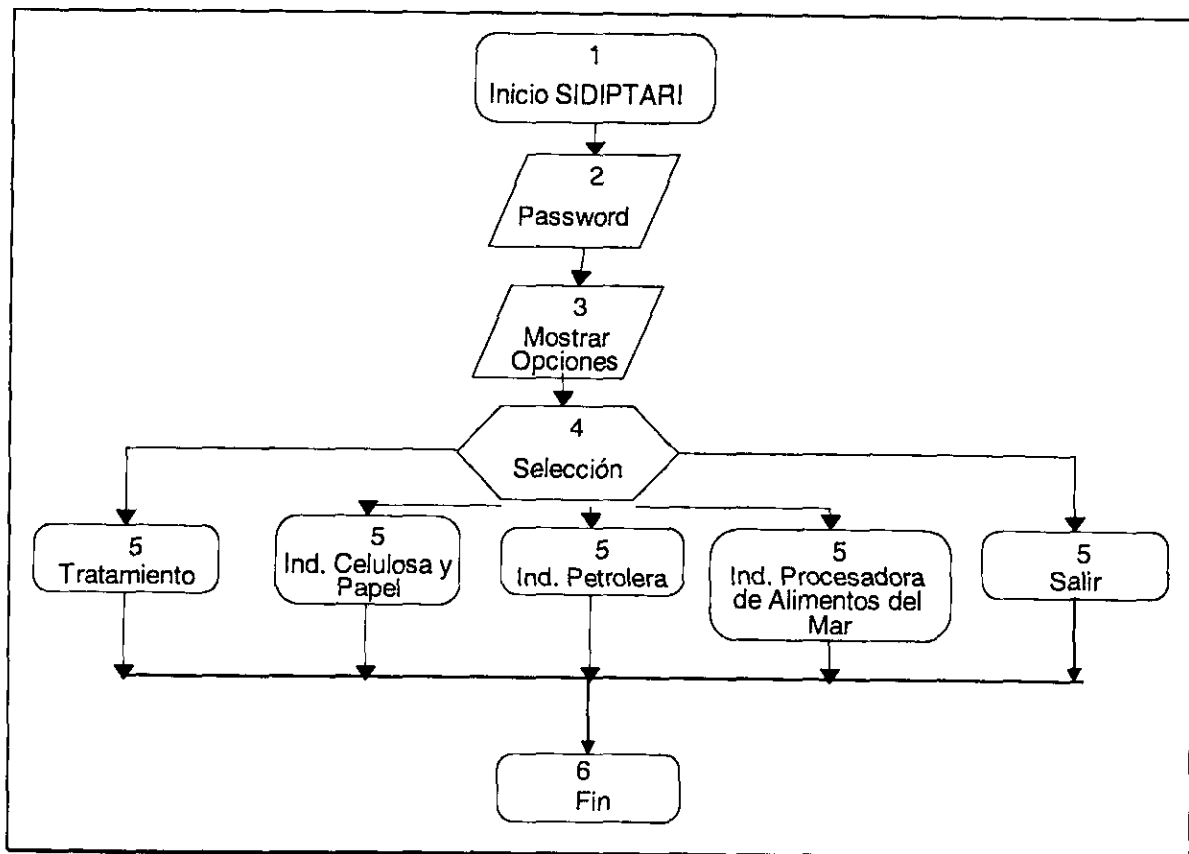 1
Inicio SIDIPTARI
2
Password
3
Mostrar
Opciones
4
Selección
5
Tratamiento
5
Ind. Celulosa y
Papel
5
Ind. Petrolera
5
Ind. Procesadora
de Alimentos del
Mar
5
Salir
6
Fin